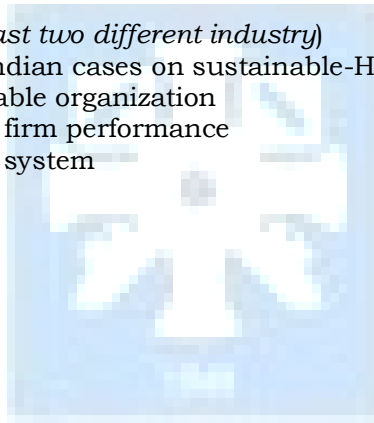 ast two different industry)
ndian cases on sustainable-H
able organization
firm performance
system